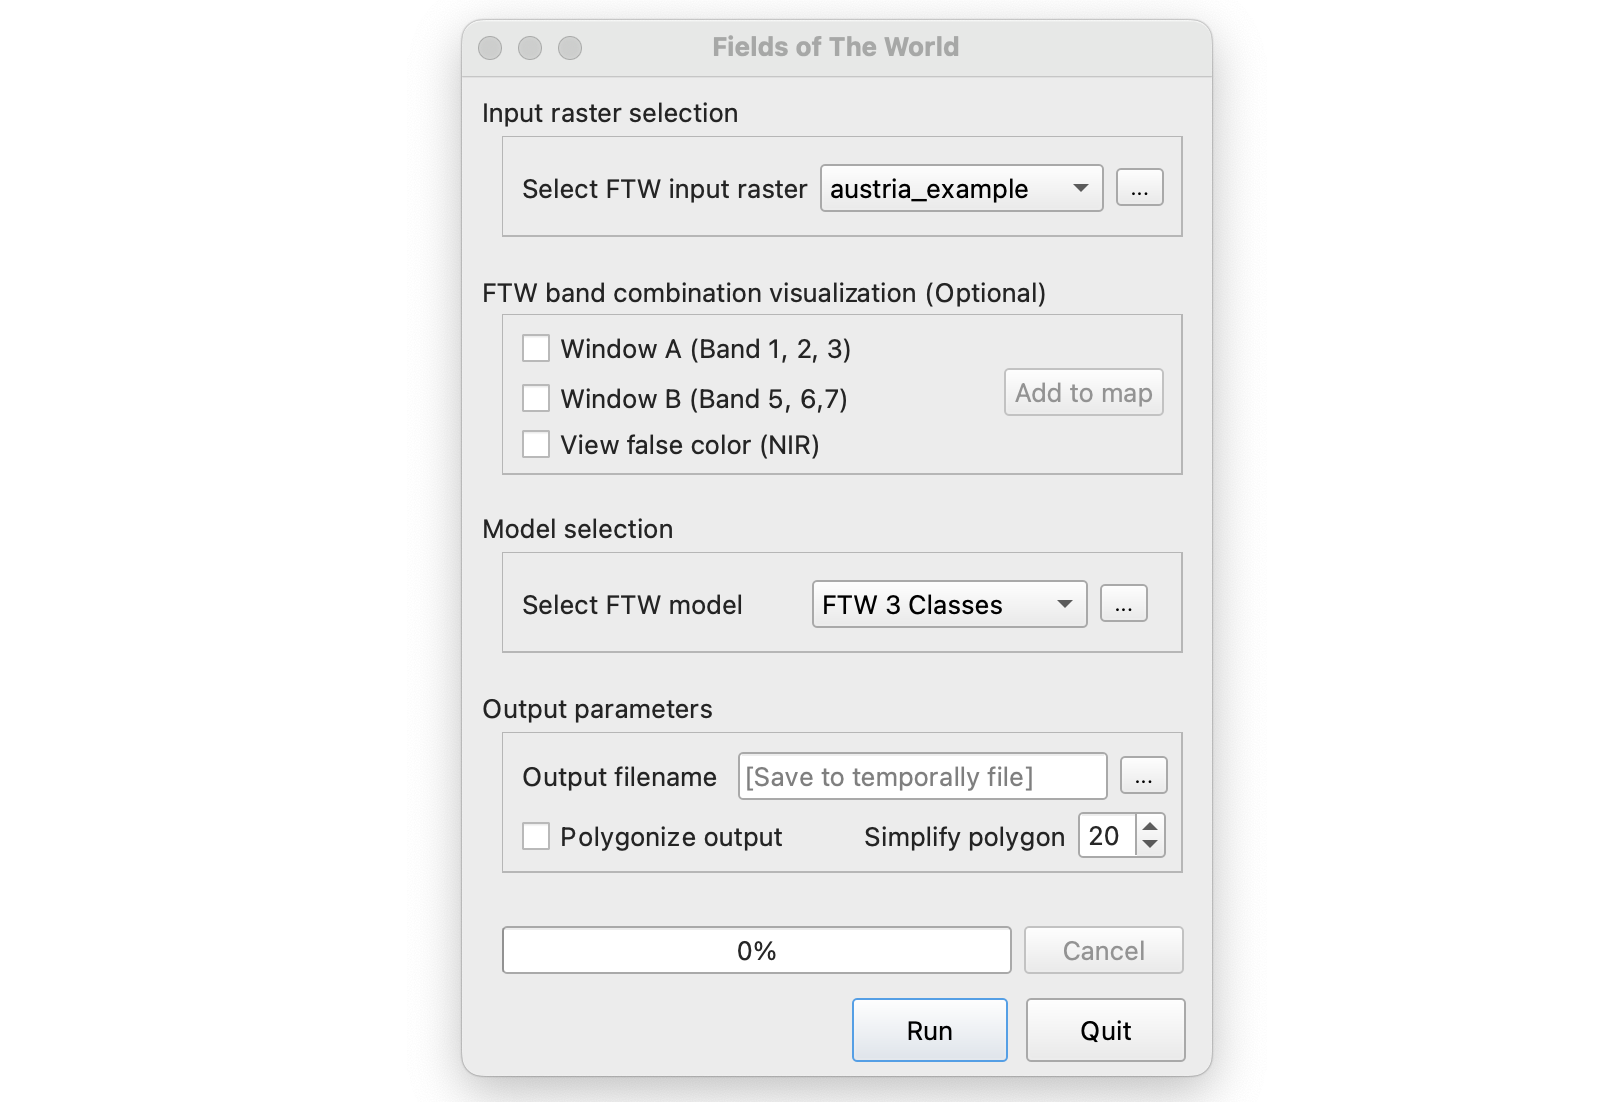 Fields of The World
Input raster selection
Select FTW input raster austria_example ...
FTW band combination visualization (Optional)
Window A (Band 1, 2, 3)
Window B (Band 5, 6,7)
Add to map
View false color (NIR)
Model selection
Select FTW model FTW 3 Classes ...
Output parameters
Output filename [Save to temporally file] ...
Polygonize output Simplify polygon 20
0% Cancel
Run Quit